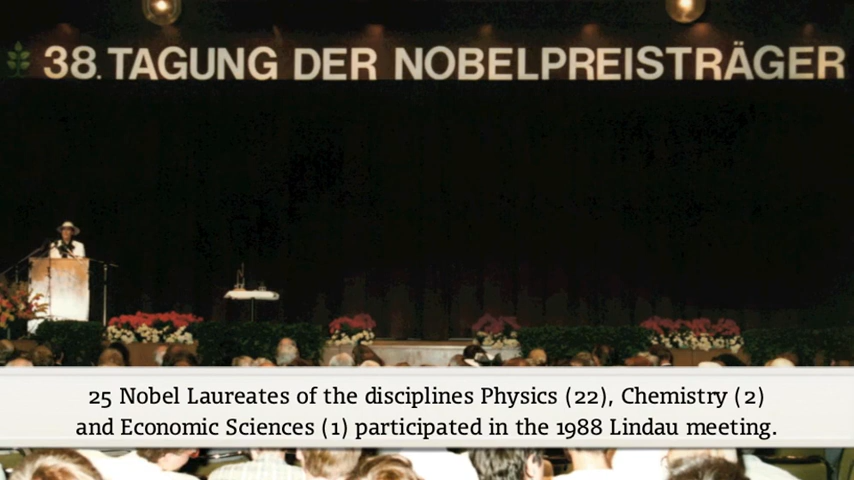 38. TAGUNG DER NOBELPREISTRÄGER
25 Nobel Laureates of the disciplines Physics (22), Chemistry (2)
and Economic Sciences (1) participated in the 1988 Lindau meeting.